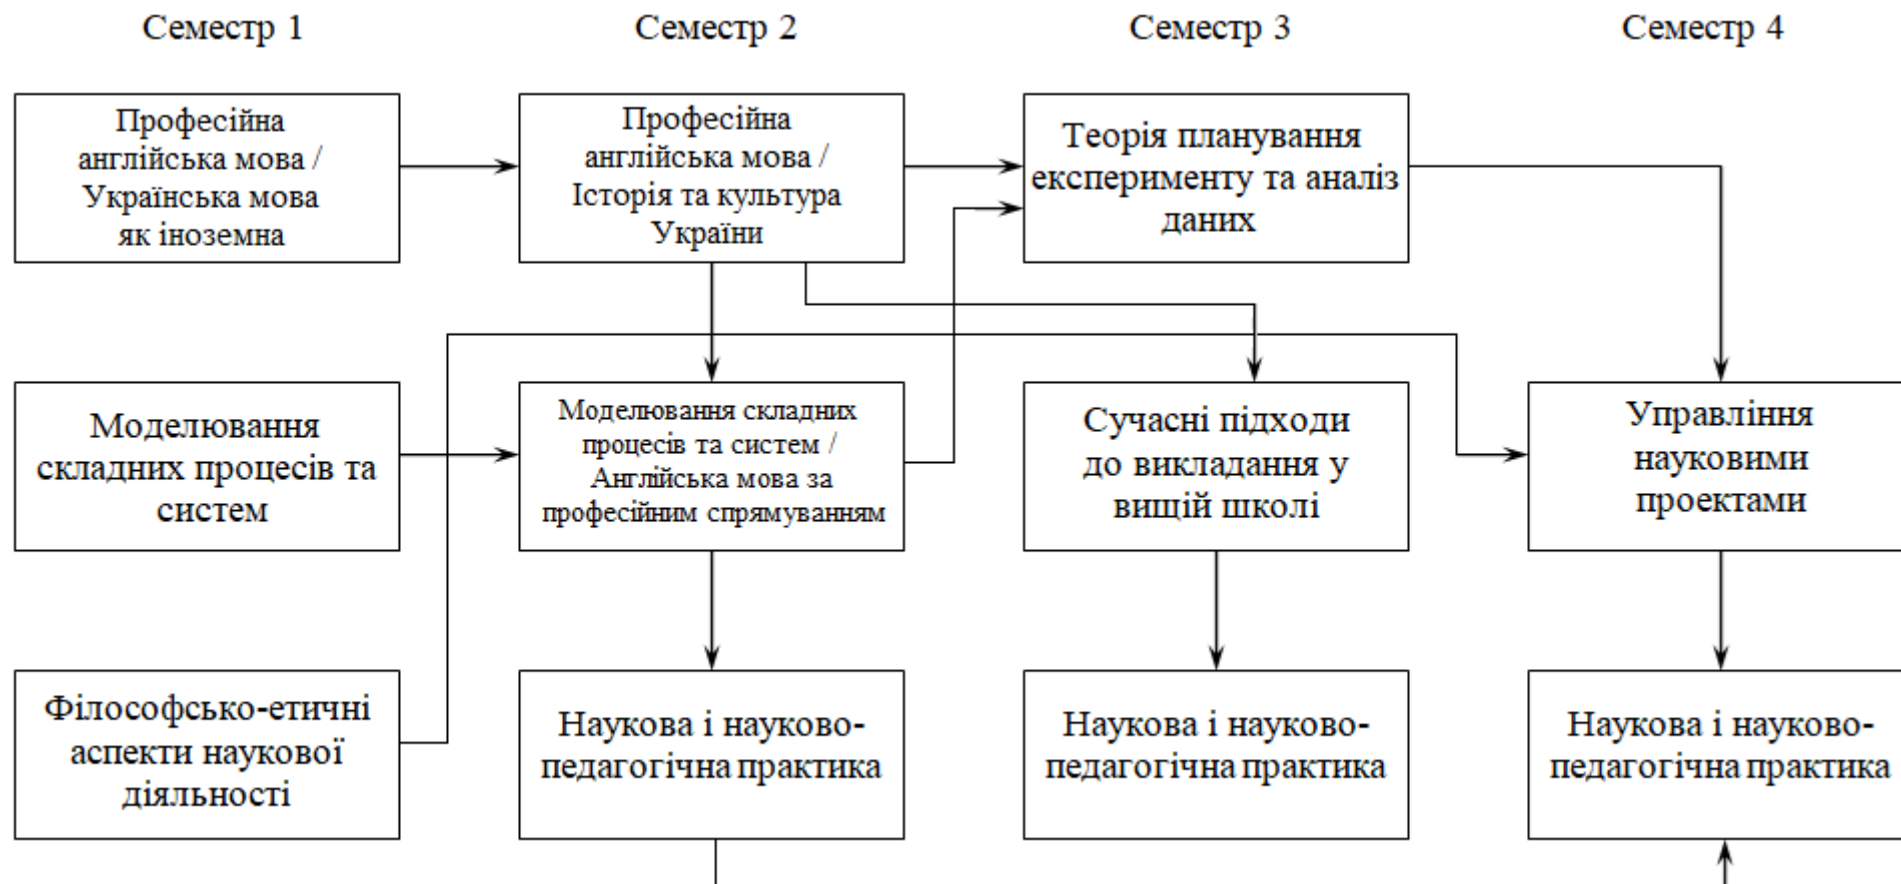 Семестр 1
Семестр 2
Семестр 3
Семестр 4
Професійна
англійська мова /
Українська мова
як іноземна
Професійна
англійська мова /
Історія та культура
України
Теорія планування
експерименту та аналіз
даних
Моделювання
складних процесів та
систем
Моделювання складних
процесів та систем /
Англійська мова за
професійним спрямуванням
Сучасні підходи
до викладання у
вищій школі
Управління
науковими
проектами
Філософсько-етичні
аспекти наукової
діяльності
Наукова і науково-
педагогічна практика
Наукова і науково-
педагогічна практика
Наукова і науково-
педагогічна практика